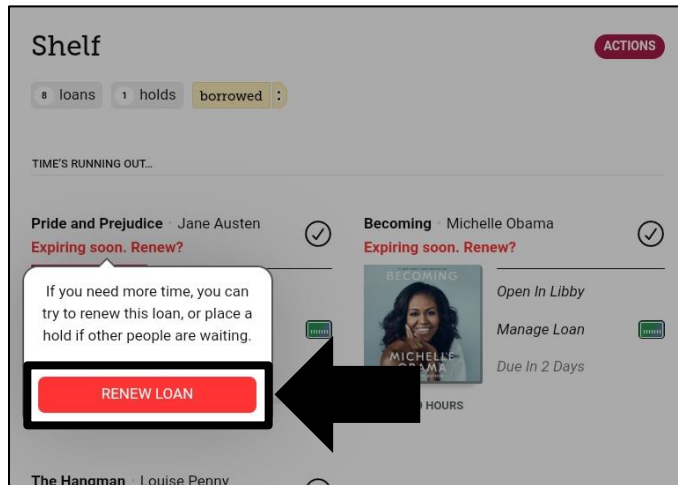 Shelf
ACTIONS
8 loans 1 holds borrowed
TIME'S RUNNING OUT...
Pride and Prejudice · Jane Austen
Expiring soon. Renew?
If you need more time, you can
try to renew this loan, or place a
hold if other people are waiting.
RENEW LOAN
Becoming · Michelle Obama
Expiring soon. Renew?
BECOMING
MICHELLE
OBAMA
Open In Libby
Manage Loan
Due In 2 Days
HOURS
The Hangman · Louise Penny